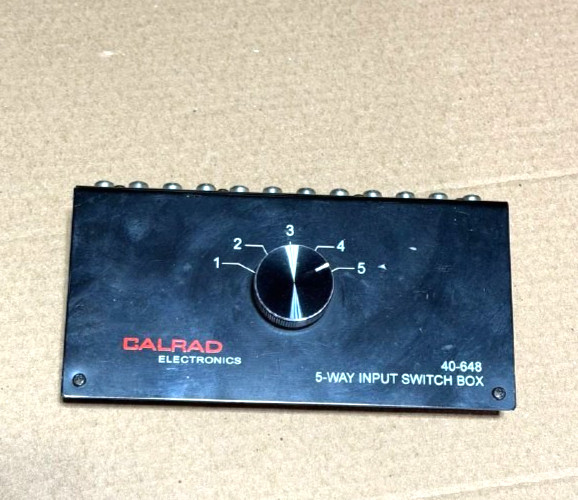 3
2 4
1 5
CALRAD
ELECTRONICS
40-648
5-WAY INPUT SWITCH BOX